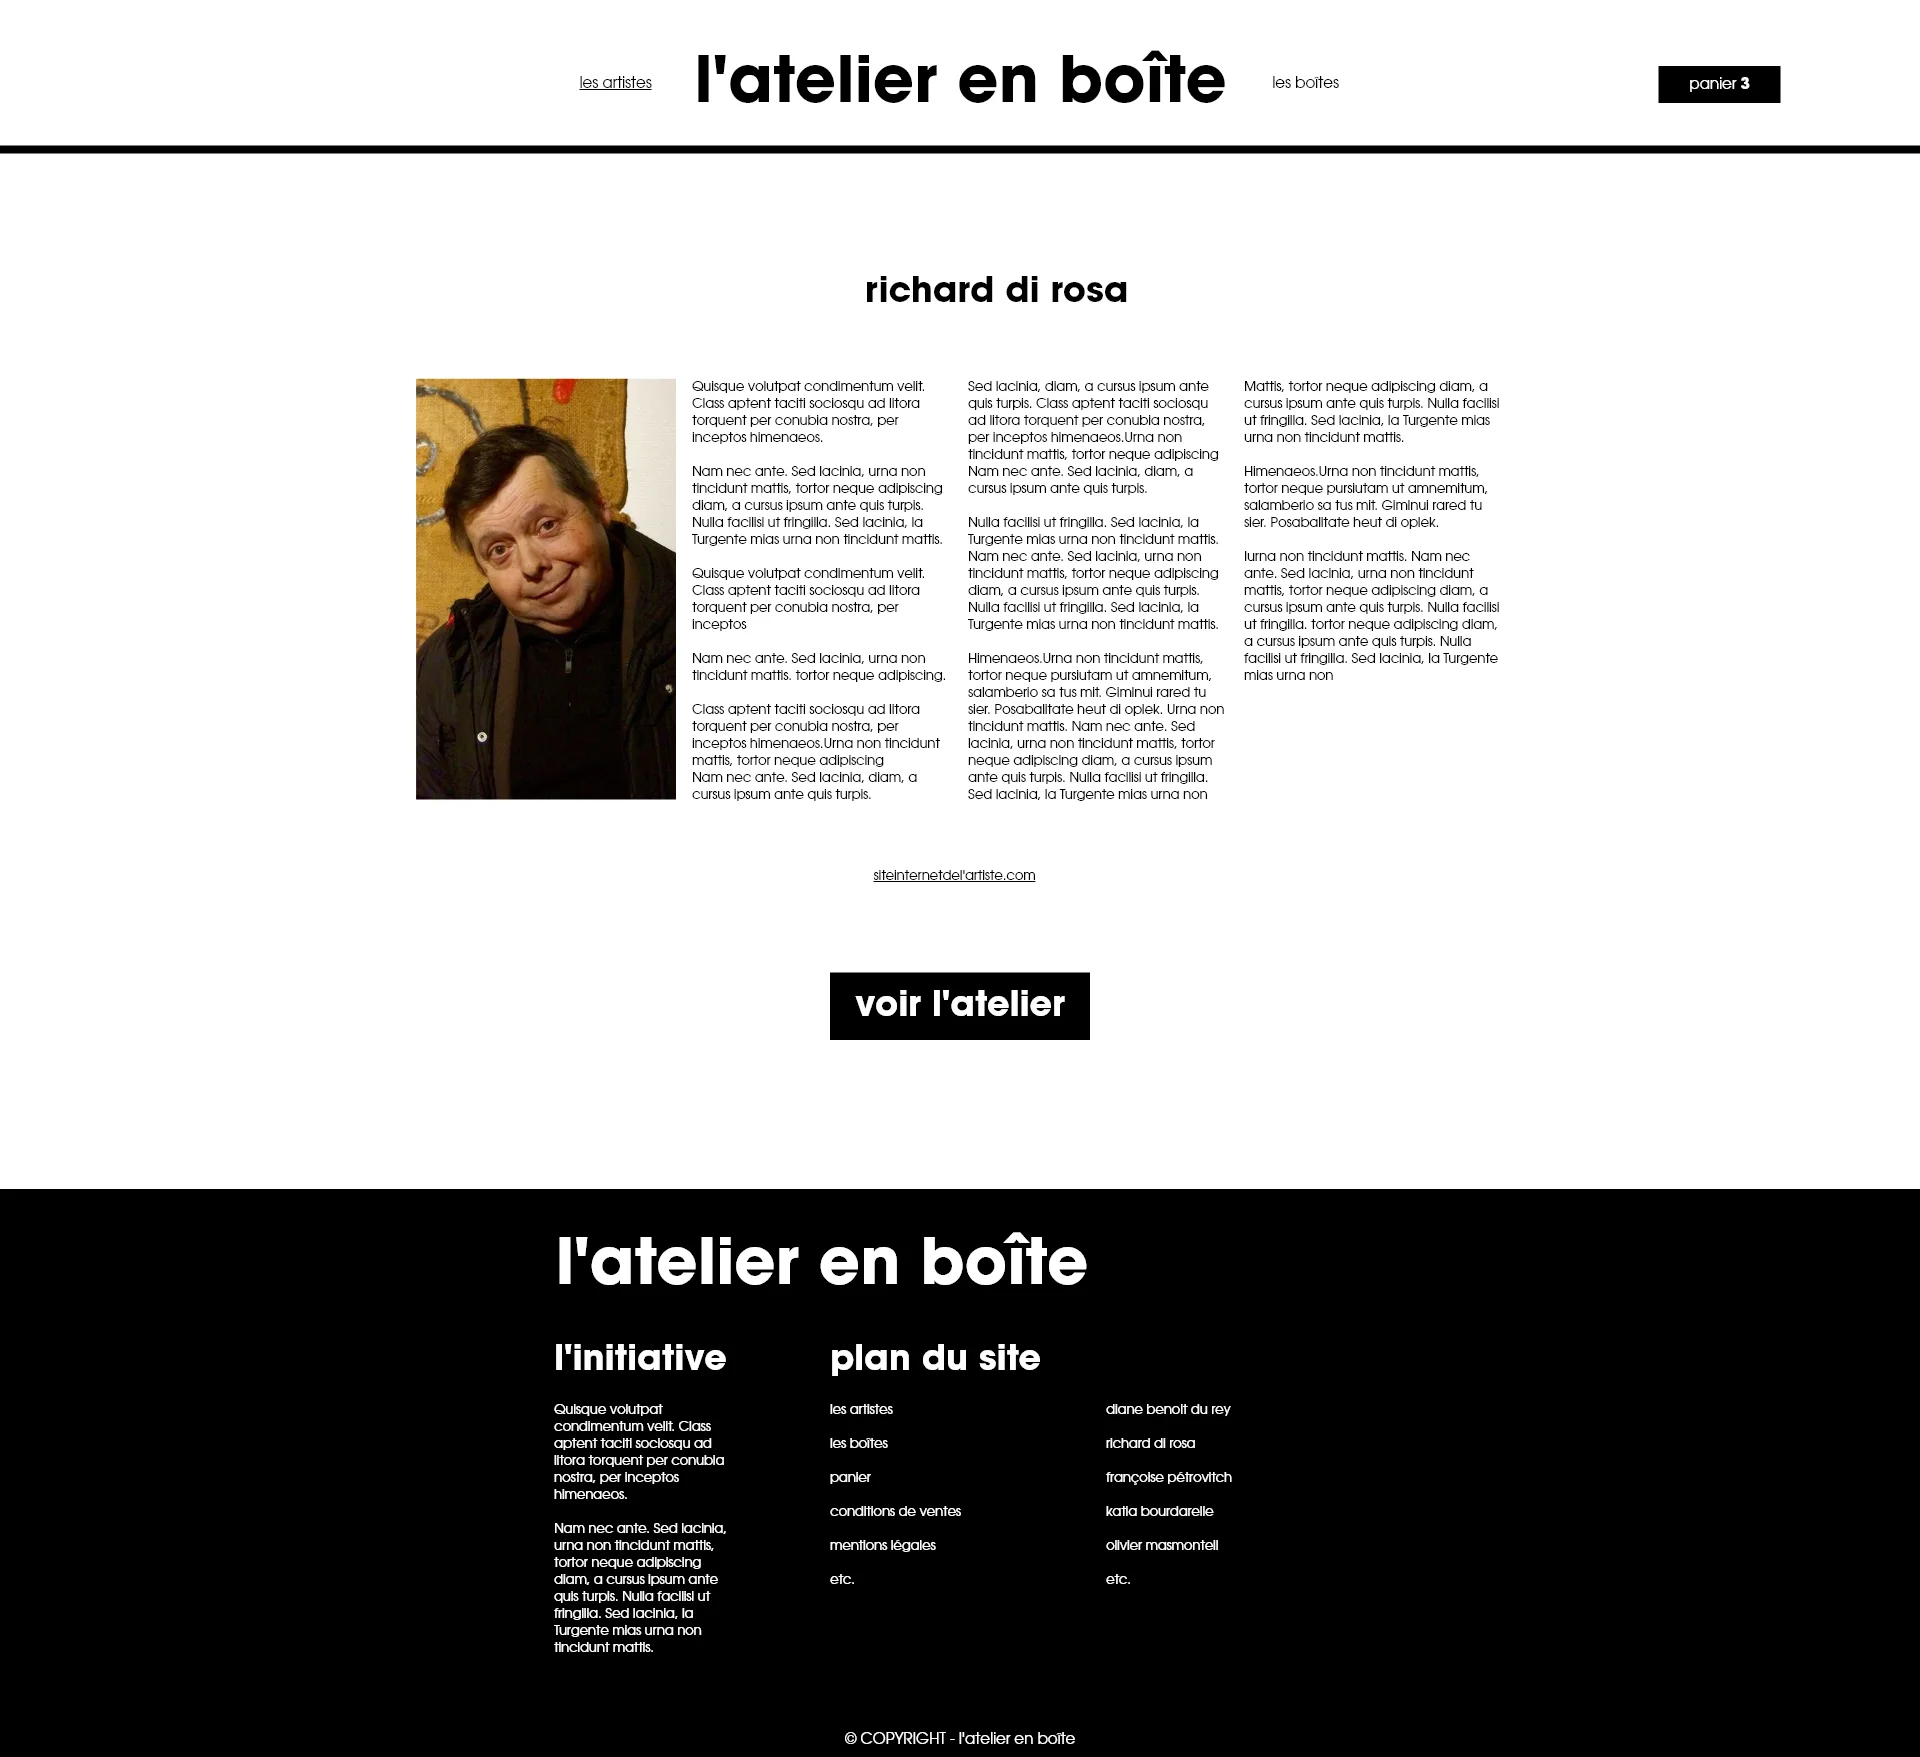 les artistes
l'atelier en boîte
les boîtes
panier 3
richard di rosa
Quisque volutpat condimentum velit.
Class aptent taciti sociosqu ad litora
torquent per conubia nostra, per
inceptos himenaeos.
Nam nec ante. Sed lacinia, urna non
tincidunt mattis, tortor neque adipiscing
diam, a cursus ipsum ante quis turpis.
Nulla facilisi ut fringilla. Sed lacinia, la
Turgente mias urna non tincidunt mattis.
Quisque volutpat condimentum velit.
Class aptent taciti sociosqu ad litora
torquent per conubia nostra, per
inceptos
Nam nec ante. Sed lacinia, urna non
tincidunt mattis. tortor neque adipiscing.
Class aptent taciti sociosqu ad litora
torquent per conubia nostra, per
inceptos himenaeos.Urna non tincidunt
mattis, tortor neque adipiscing
Nam nec ante. Sed lacinia, diam, a
cursus ipsum ante quis turpis.
Sed lacinia, diam, a cursus ipsum ante
quis turpis. Class aptent taciti sociosqu
ad litora torquent per conubia nostra,
per inceptos himenaeos.Urna non
tincidunt mattis, tortor neque adipiscing
Nam nec ante. Sed lacinia, diam, a
cursus ipsum ante quis turpis.
Nulla facilisi ut fringilla. Sed lacinia, la
Turgente mias urna non tincidunt mattis.
Nam nec ante. Sed lacinia, urna non
tincidunt mattis, tortor neque adipiscing
diam, a cursus ipsum ante quis turpis.
Nulla facilisi ut fringilla. Sed lacinia, la
Turgente mias urna non tincidunt mattis.
Himenaeos.Urna non tincidunt mattis,
tortor neque pursiutam ut amnemitum,
salamberio sa tus mit. Giminui rared tu
sier. Posabalitate heut di opiek. Urna non
tincidunt mattis. Nam nec ante. Sed
lacinia, urna non tincidunt mattis, tortor
neque adipiscing diam, a cursus ipsum
ante quis turpis. Nulla facilisi ut fringilla.
Sed lacinia, la Turgente mias urna non
Mattis, tortor neque adipiscing diam, a
cursus ipsum ante quis turpis. Nulla facilisi
ut fringilla. Sed lacinia, la Turgente mias
urna non tincidunt mattis.
Himenaeos.Urna non tincidunt mattis,
tortor neque pursiutam ut amnemitum,
salamberio sa tus mit. Giminui rared tu
sier. Posabalitate heut di opiek.
Iurna non tincidunt mattis. Nam nec
ante. Sed lacinia, urna non tincidunt
mattis, tortor neque adipiscing diam, a
cursus ipsum ante quis turpis. Nulla facilisi
ut fringilla. tortor neque adipiscing diam,
a cursus ipsum ante quis turpis. Nulla
facilisi ut fringilla. Sed lacinia, la Turgente
mias urna non
siteinternetdel'artiste.com
voir l'atelier
l'atelier en boîte
l'initiative
Quisque volutpat
condimentum velit. Class
aptent taciti sociosqu ad
litora torquent per conubia
nostra, per inceptos
himenaeos.
Nam nec ante. Sed lacinia,
urna non tincidunt mattis,
tortor neque adipiscing
diam, a cursus ipsum ante
quis turpis. Nulla facilisi ut
fringilla. Sed lacinia, la
Turgente mias urna non
tincidunt mattis.
plan du site
les artistes
les boîtes
panier
conditions de ventes
mentions légales
etc.
diane benoit du rey
richard di rosa
françoise pétrovitch
katia bourdarelle
olivier masmonteil
etc.
© COPYRIGHT - l'atelier en boîte